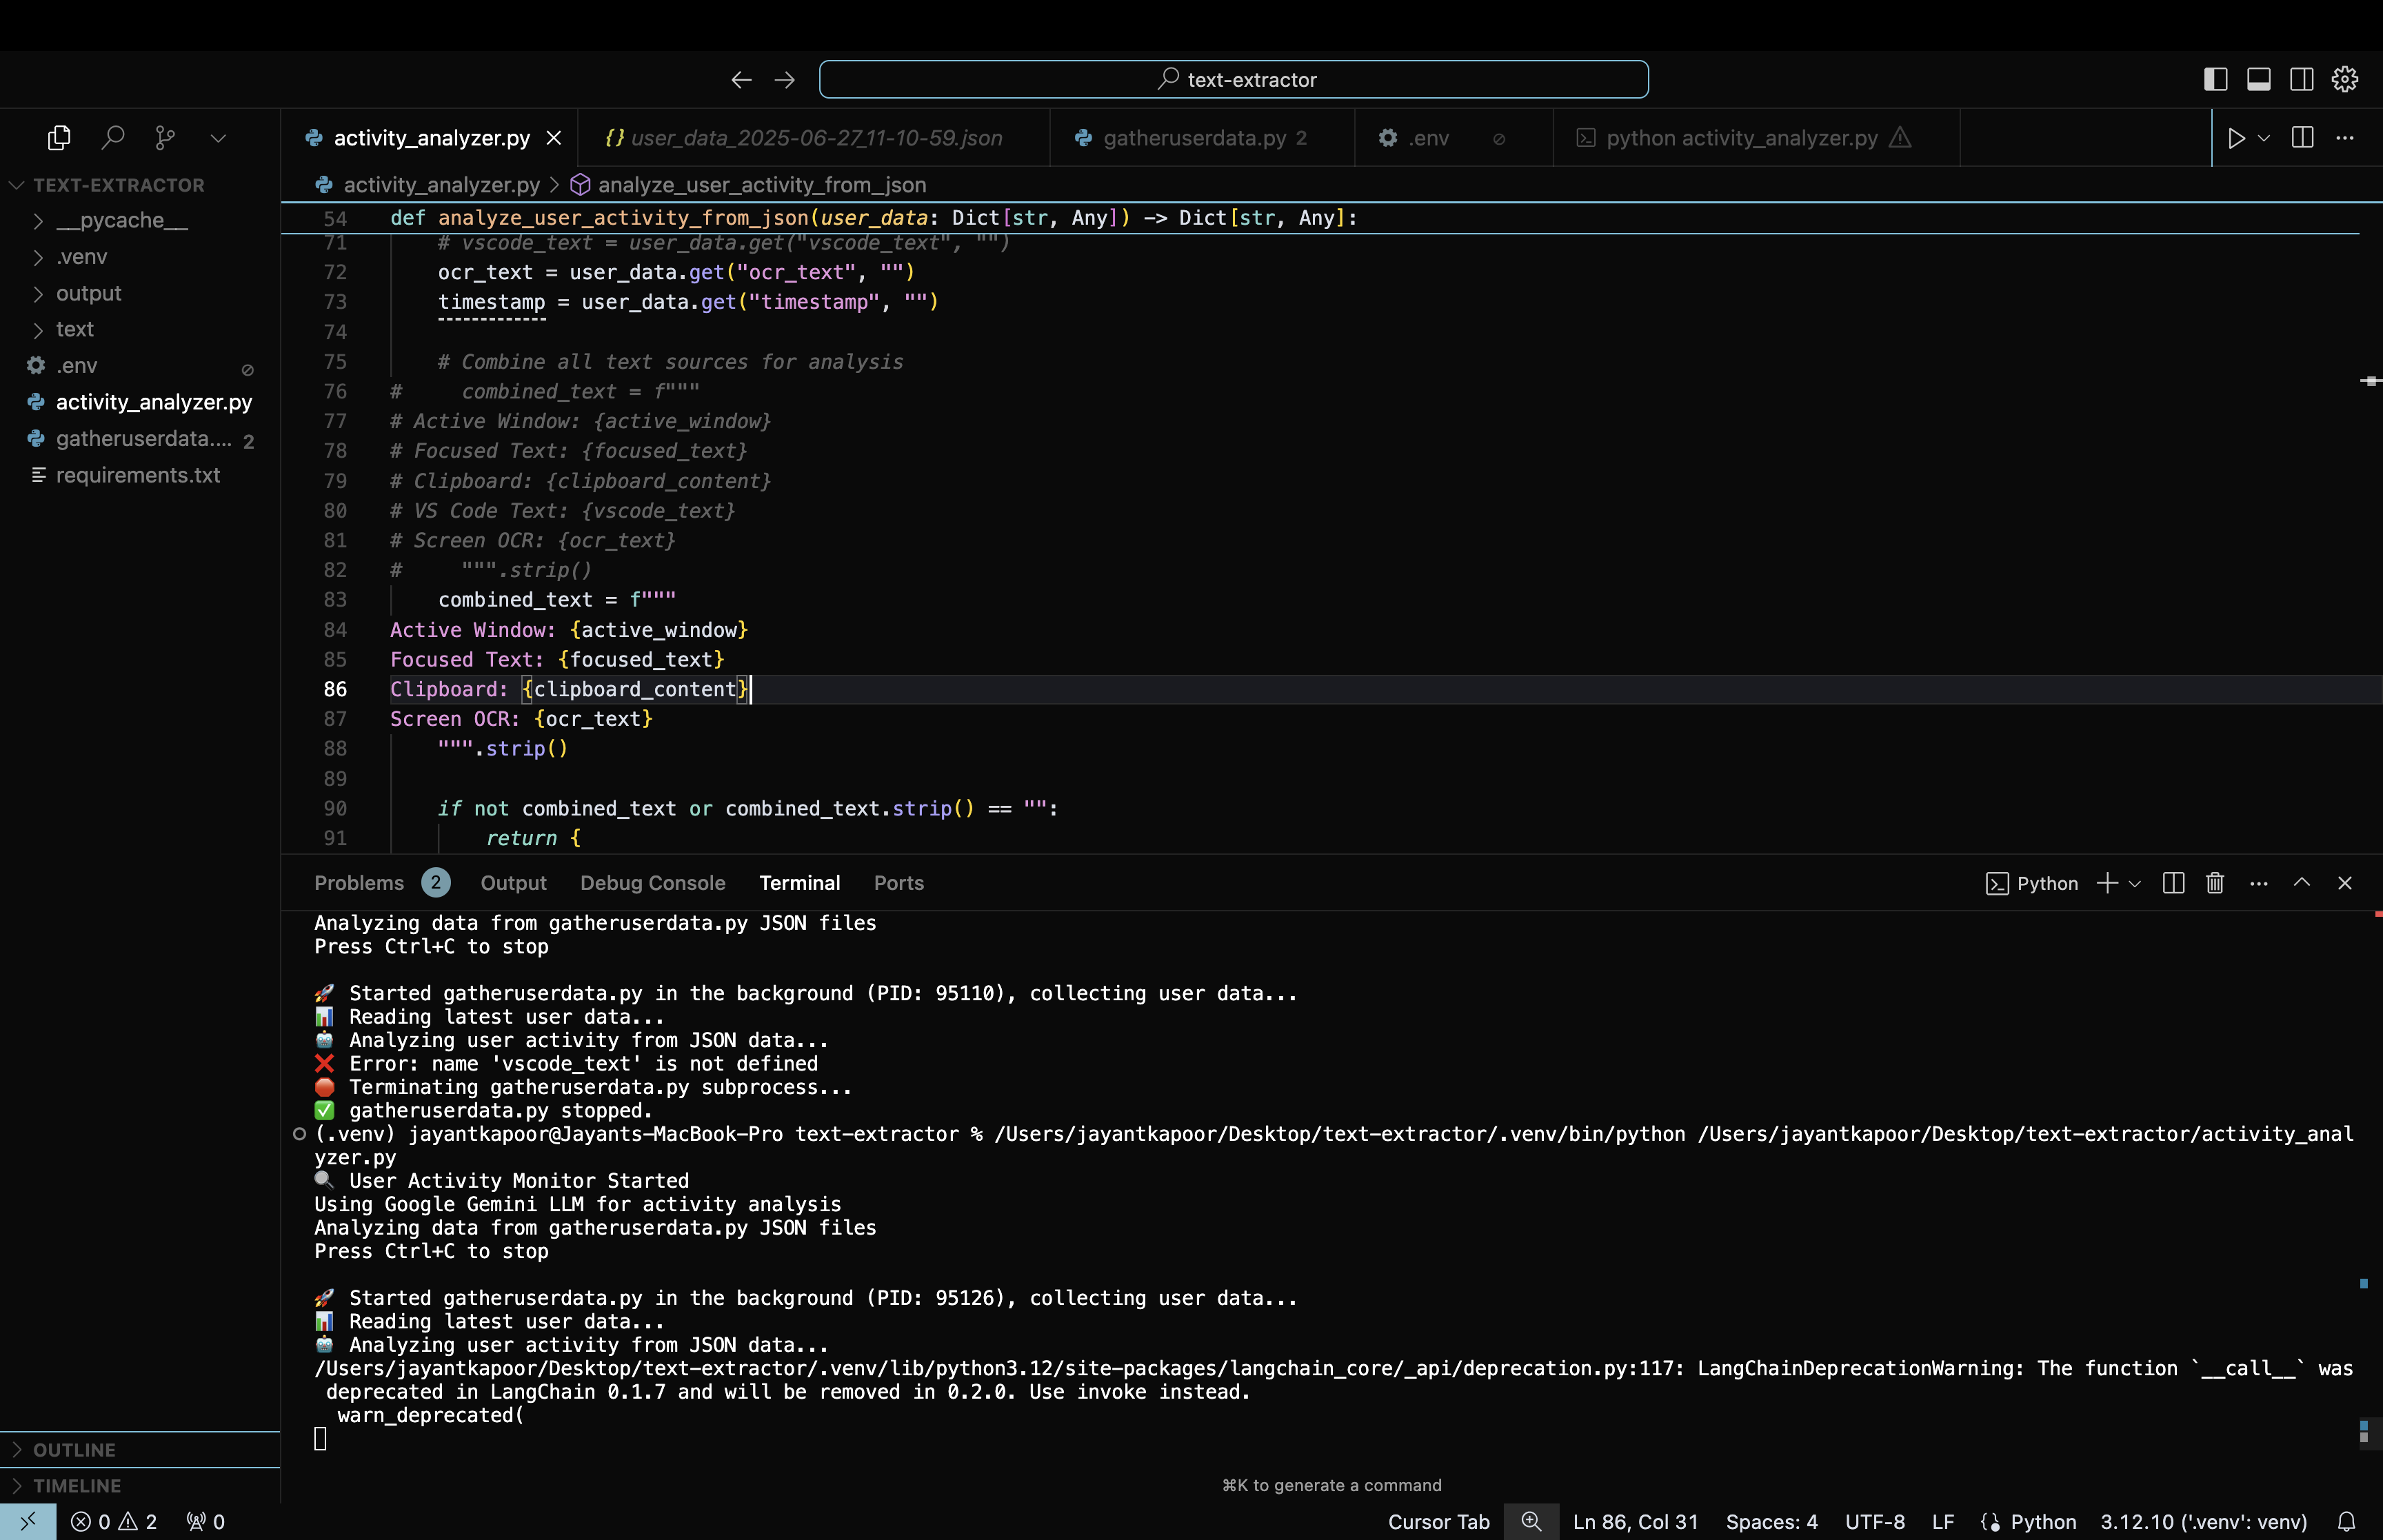 text-extractor
activity_analyzer.py
{} user_data_2025-06-27_11-10-59.json
gatheruserdata.py 2
.env
python activity_analyzer.py
TEXT-EXTRACTOR
__pycache__
.venv
output
text
.env
activity_analyzer.py
gatheruserdata.... 2
requirements.txt
OUTLINE
TIMELINE
activity_analyzer.py > analyze_user_activity_from_json
54 def analyze_user_activity_from_json(user_data: Dict[str, Any]) -> Dict[str, Any]:
71 # vscode_text = user_data.get("vscode_text", "")
72 ocr_text = user_data.get("ocr_text", "")
73 timestamp = user_data.get("timestamp", "")
74
75 # Combine all text sources for analysis
76 # combined_text = f"""
77 # Active Window: {active_window}
78 # Focused Text: {focused_text}
79 # Clipboard: {clipboard_content}
80 # VS Code Text: {vscode_text}
81 # Screen OCR: {ocr_text}
82 # """.strip()
83 combined_text = f"""
84 Active Window: {active_window}
85 Focused Text: {focused_text}
86 Clipboard: {clipboard_content}
87 Screen OCR: {ocr_text}
88 """.strip()
89
90 if not combined_text or combined_text.strip() == "":
91 return {
Problems 2 Output Debug Console Terminal Ports
Python
Analyzing data from gatheruserdata.py JSON files
Press Ctrl+C to stop
🚀 Started gatheruserdata.py in the background (PID: 95110), collecting user data...
📊 Reading latest user data...
🤖 Analyzing user activity from JSON data...
❌ Error: name 'vscode_text' is not defined
🛑 Terminating gatheruserdata.py subprocess...
✅ gatheruserdata.py stopped.
(.venv) jayantkapoor@Jayants-MacBook-Pro text-extractor % /Users/jayantkapoor/Desktop/text-extractor/.venv/bin/python /Users/jayantkapoor/Desktop/text-extractor/activity_anal
yzer.py
🔍 User Activity Monitor Started
Using Google Gemini LLM for activity analysis
Analyzing data from gatheruserdata.py JSON files
Press Ctrl+C to stop
🚀 Started gatheruserdata.py in the background (PID: 95126), collecting user data...
📊 Reading latest user data...
🤖 Analyzing user activity from JSON data...
/Users/jayantkapoor/Desktop/text-extractor/.venv/lib/python3.12/site-packages/langchain_core/_api/deprecation.py:117: LangChainDeprecationWarning: The function `__call__` was
deprecated in LangChain 0.1.7 and will be removed in 0.2.0. Use invoke instead.
warn_deprecated(
⌘K to generate a command
0 2 0
Cursor Tab
Ln 86, Col 31
Spaces: 4
UTF-8
LF
Python
3.12.10 ('.venv': venv)